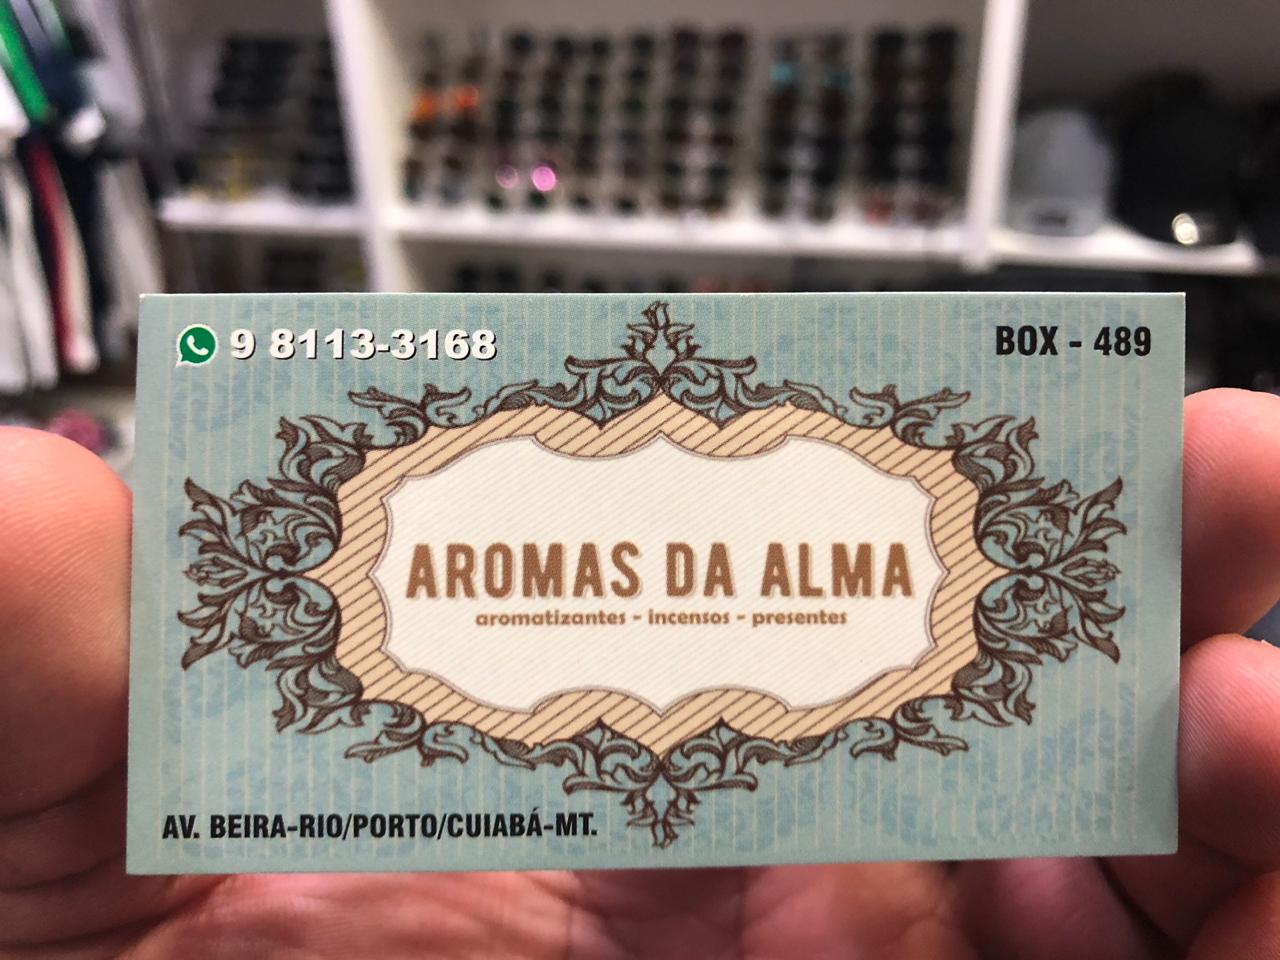 9 8113-3168
BOX - 489
AROMAS DA ALMA
aromatizantes - incensos - presentes
AV. BEIRA-RIO/PORTO/CUIABÁ-MT.